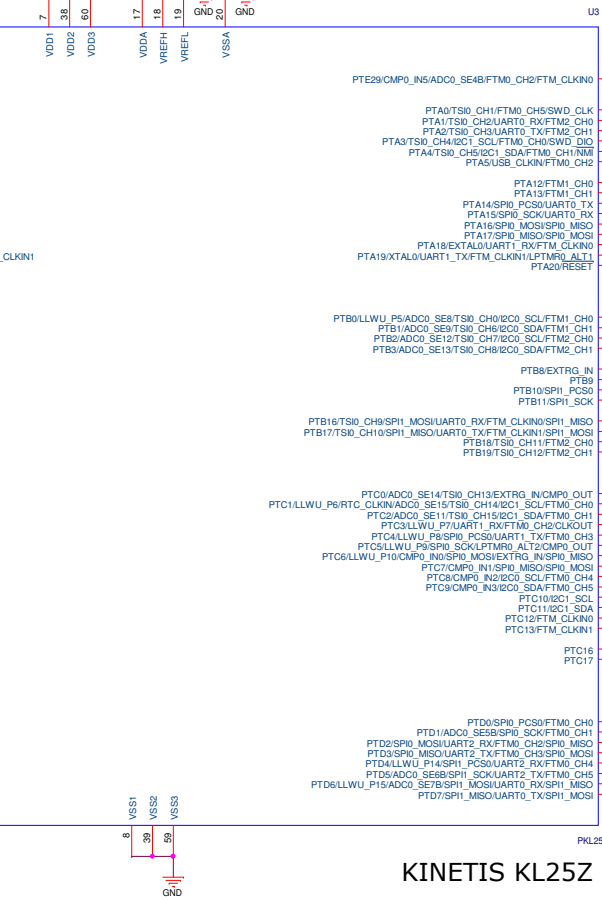 7
38
60
17
18
19
GND
20
GND
U3
VDD1
VDD2
VDD3
VDDA
VREFH
VREFL
VSSA
PTE29/CMP0_IN5/ADC0_SE4B/FTM0_CH2/FTM_CLKIN0
PTA0/TSI0_CH1/FTM0_CH5/SWD_CLK
PTA1/TSI0_CH2/UART0_RX/FTM2_CH0
PTA2/TSI0_CH3/UART0_TX/FTM2_CH1
PTA3/TSI0_CH4/I2C1_SCL/FTM0_CH0/SWD_DIO
PTA4/TSI0_CH5/I2C1_SDA/FTM0_CH1/NMI
PTA5/USB_CLKIN/FTM0_CH2
PTA12/FTM1_CH0
PTA13/FTM1_CH1
PTA14/SPI0_PCS0/UART0_TX
PTA15/SPI0_SCK/UART0_RX
PTA16/SPI0_MOSI/SPI0_MISO
PTA17/SPI0_MISO/SPI0_MOSI
PTA18/EXTAL0/UART1_RX/FTM_CLKIN0
_CLKIN1
PTA19/XTAL0/UART1_TX/FTM_CLKIN1/LPTMR0_ALT1
PTA20/RESET
PTB0/LLWU_P5/ADC0_SE8/TSI0_CH0/I2C0_SCL/FTM1_CH0
PTB1/ADC0_SE9/TSI0_CH6/I2C0_SDA/FTM1_CH1
PTB2/ADC0_SE12/TSI0_CH7/I2C0_SCL/FTM2_CH0
PTB3/ADC0_SE13/TSI0_CH8/I2C0_SDA/FTM2_CH1
PTB8/EXTRG_IN
PTB9
PTB10/SPI1_PCS0
PTB11/SPI1_SCK
PTB16/TSI0_CH9/SPI1_MOSI/UART0_RX/FTM_CLKIN0/SPI1_MISO
PTB17/TSI0_CH10/SPI1_MISO/UART0_TX/FTM_CLKIN1/SPI1_MOSI
PTB18/TSI0_CH11/FTM2_CH0
PTB19/TSI0_CH12/FTM2_CH1
PTC0/ADC0_SE14/TSI0_CH13/EXTRG_IN/CMP0_OUT
PTC1/LLWU_P6/RTC_CLKIN/ADC0_SE15/TSI0_CH14/I2C1_SCL/FTM0_CH0
PTC2/ADC0_SE11/TSI0_CH15/I2C1_SDA/FTM0_CH1
PTC3/LLWU_P7/UART1_RX/FTM0_CH2/CLKOUT
PTC4/LLWU_P8/SPI0_PCS0/UART1_TX/FTM0_CH3
PTC5/LLWU_P9/SPI0_SCK/LPTMR0_ALT2/CMP0_OUT
PTC6/LLWU_P10/CMP0_IN0/SPI0_MOSI/EXTRG_IN/SPI0_MISO
PTC7/CMP0_IN1/SPI0_MISO/SPI0_MOSI
PTC8/CMP0_IN2/I2C0_SCL/FTM0_CH4
PTC9/CMP0_IN3/I2C0_SDA/FTM0_CH5
PTC10/I2C1_SCL
PTC11/I2C1_SDA
PTC12/FTM_CLKIN0
PTC13/FTM_CLKIN1
PTC16
PTC17
PTD0/SPI0_PCS0/FTM0_CH0
PTD1/ADC0_SE5B/SPI0_SCK/FTM0_CH1
PTD2/SPI0_MOSI/UART2_RX/FTM0_CH2/SPI0_MISO
PTD3/SPI0_MISO/UART2_TX/FTM0_CH3/SPI0_MOSI
PTD4/LLWU_P14/SPI1_PCS0/UART2_RX/FTM0_CH4
PTD5/ADC0_SE6B/SPI1_SCK/UART2_TX/FTM0_CH5
PTD6/LLWU_P15/ADC0_SE7B/SPI1_MOSI/UART0_RX/SPI1_MISO
PTD7/SPI1_MISO/UART0_TX/SPI1_MOSI
VSS1
VSS2
VSS3
8
39
59
PKL25
KINETIS KL25Z
GND